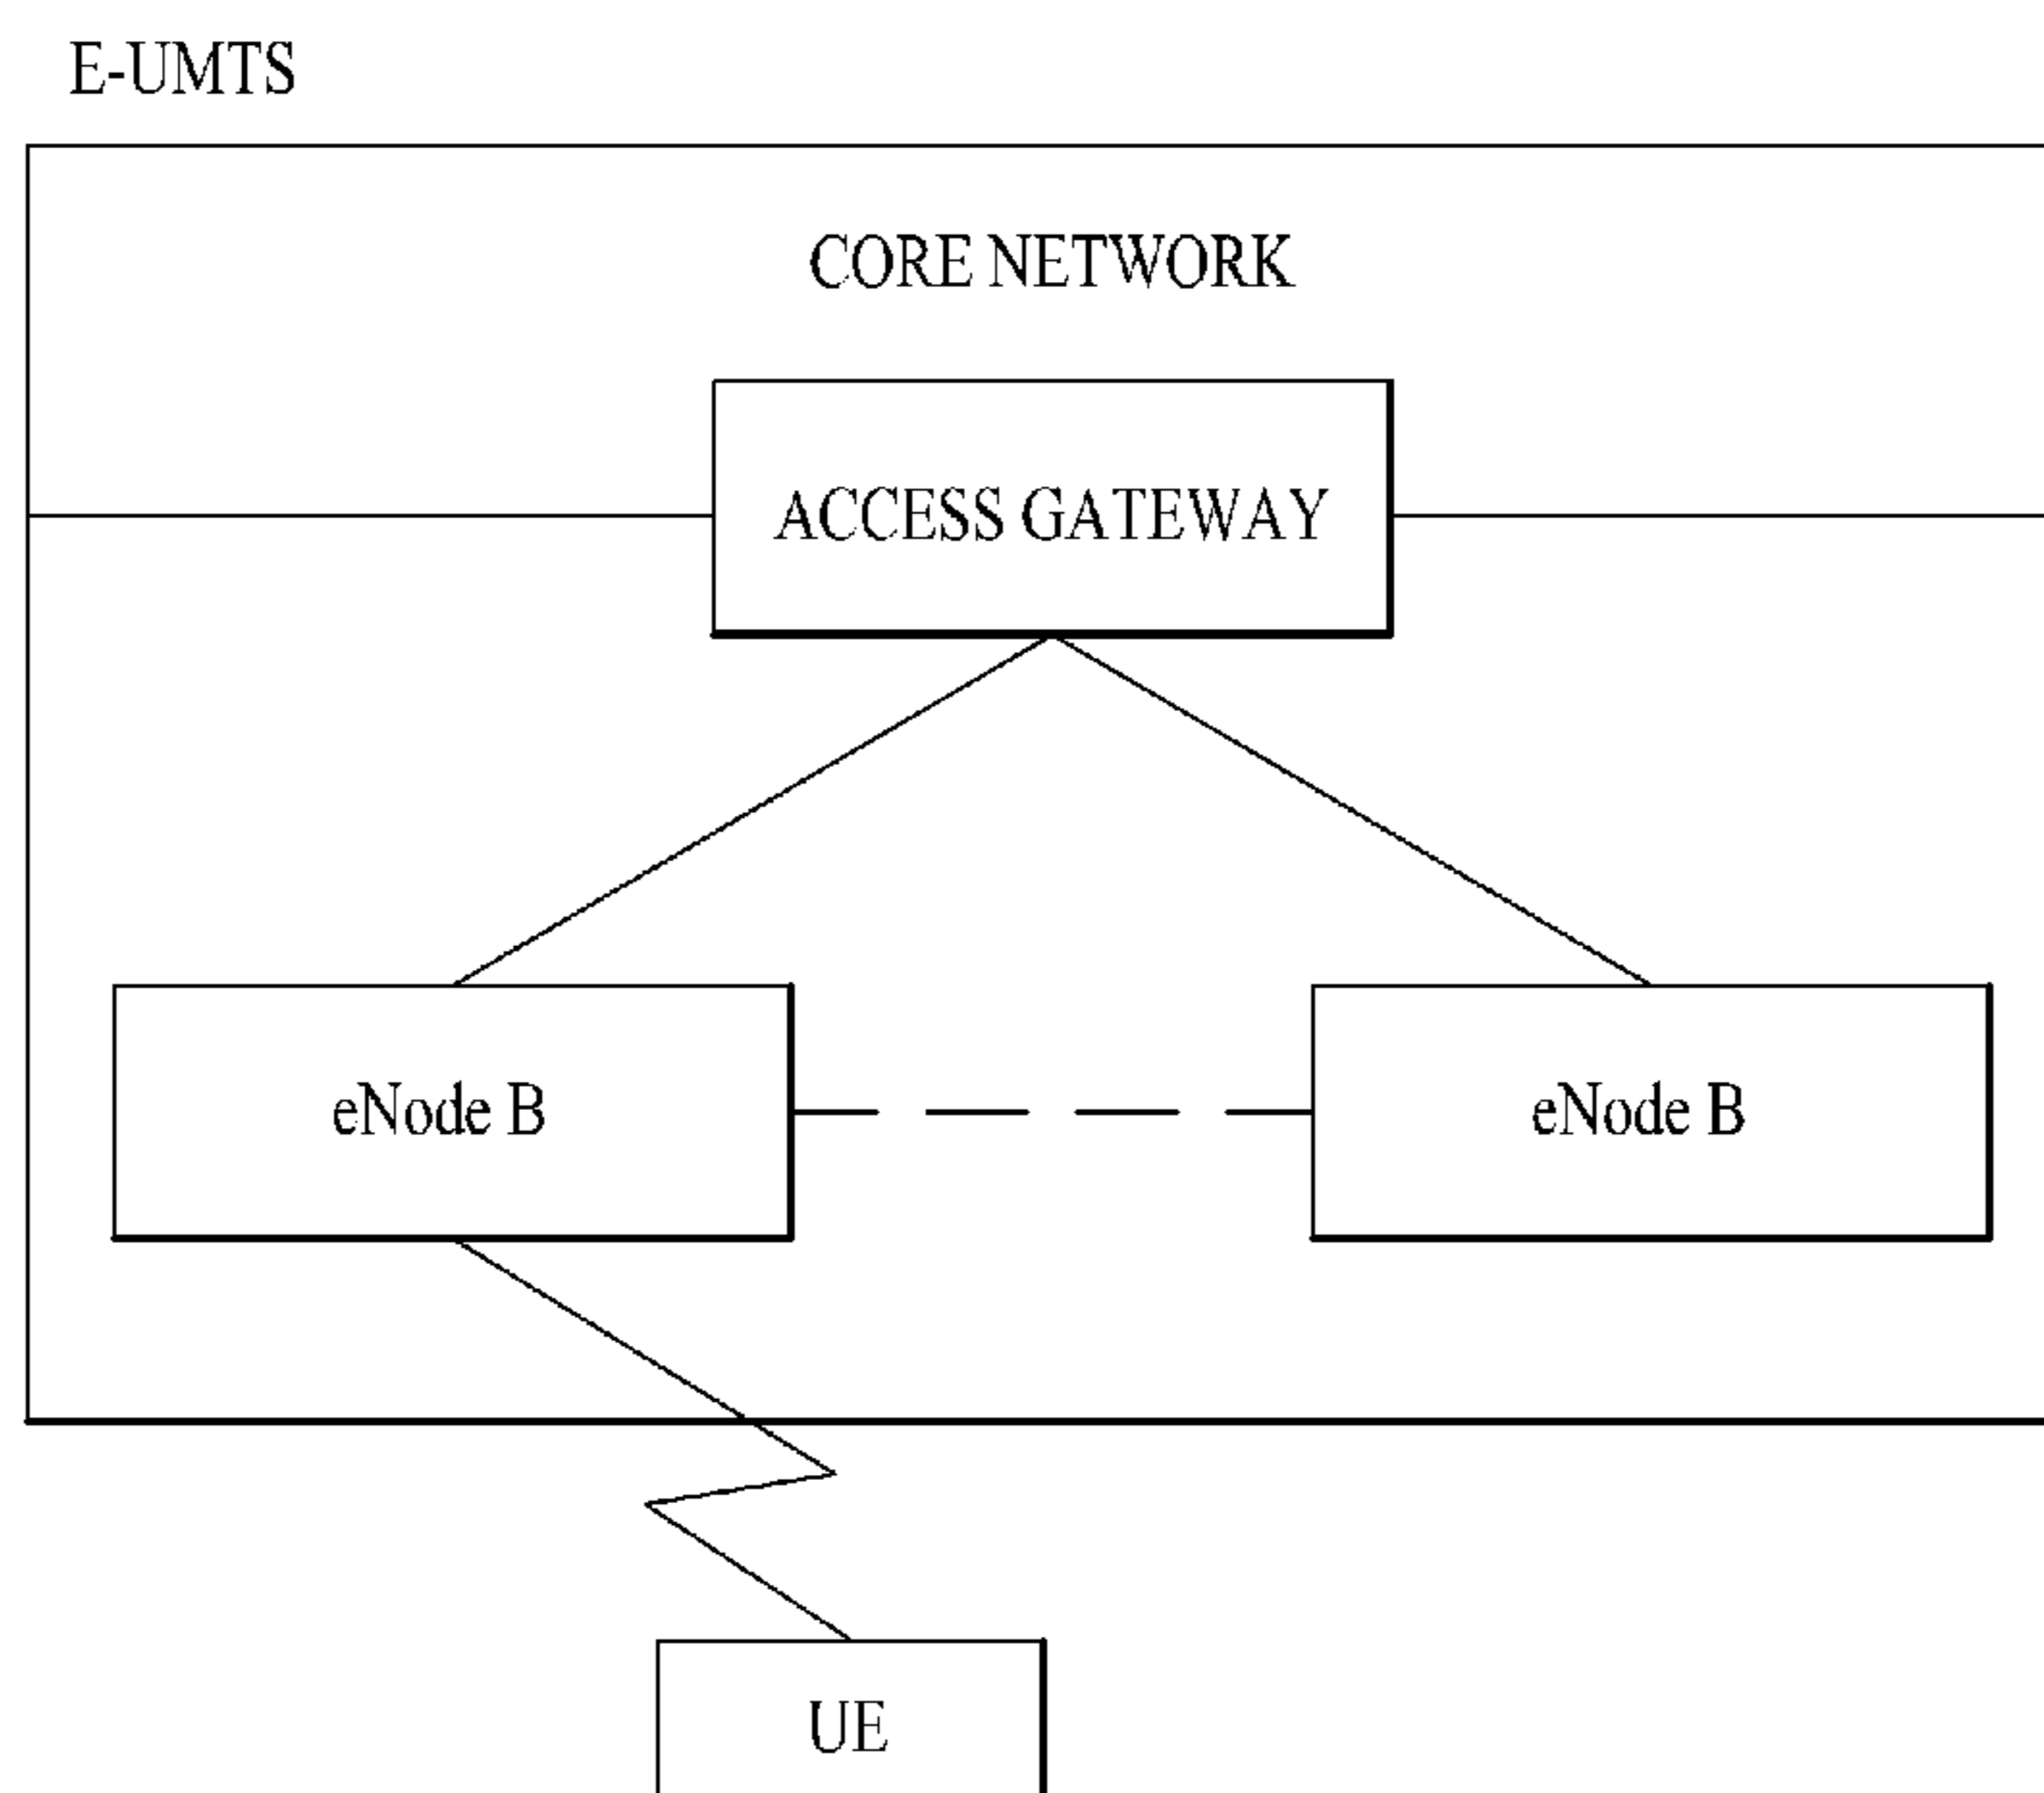 E-UMTS
CORE NETWORK
ACCESS GATEWAY
eNode B
eNode B
UE